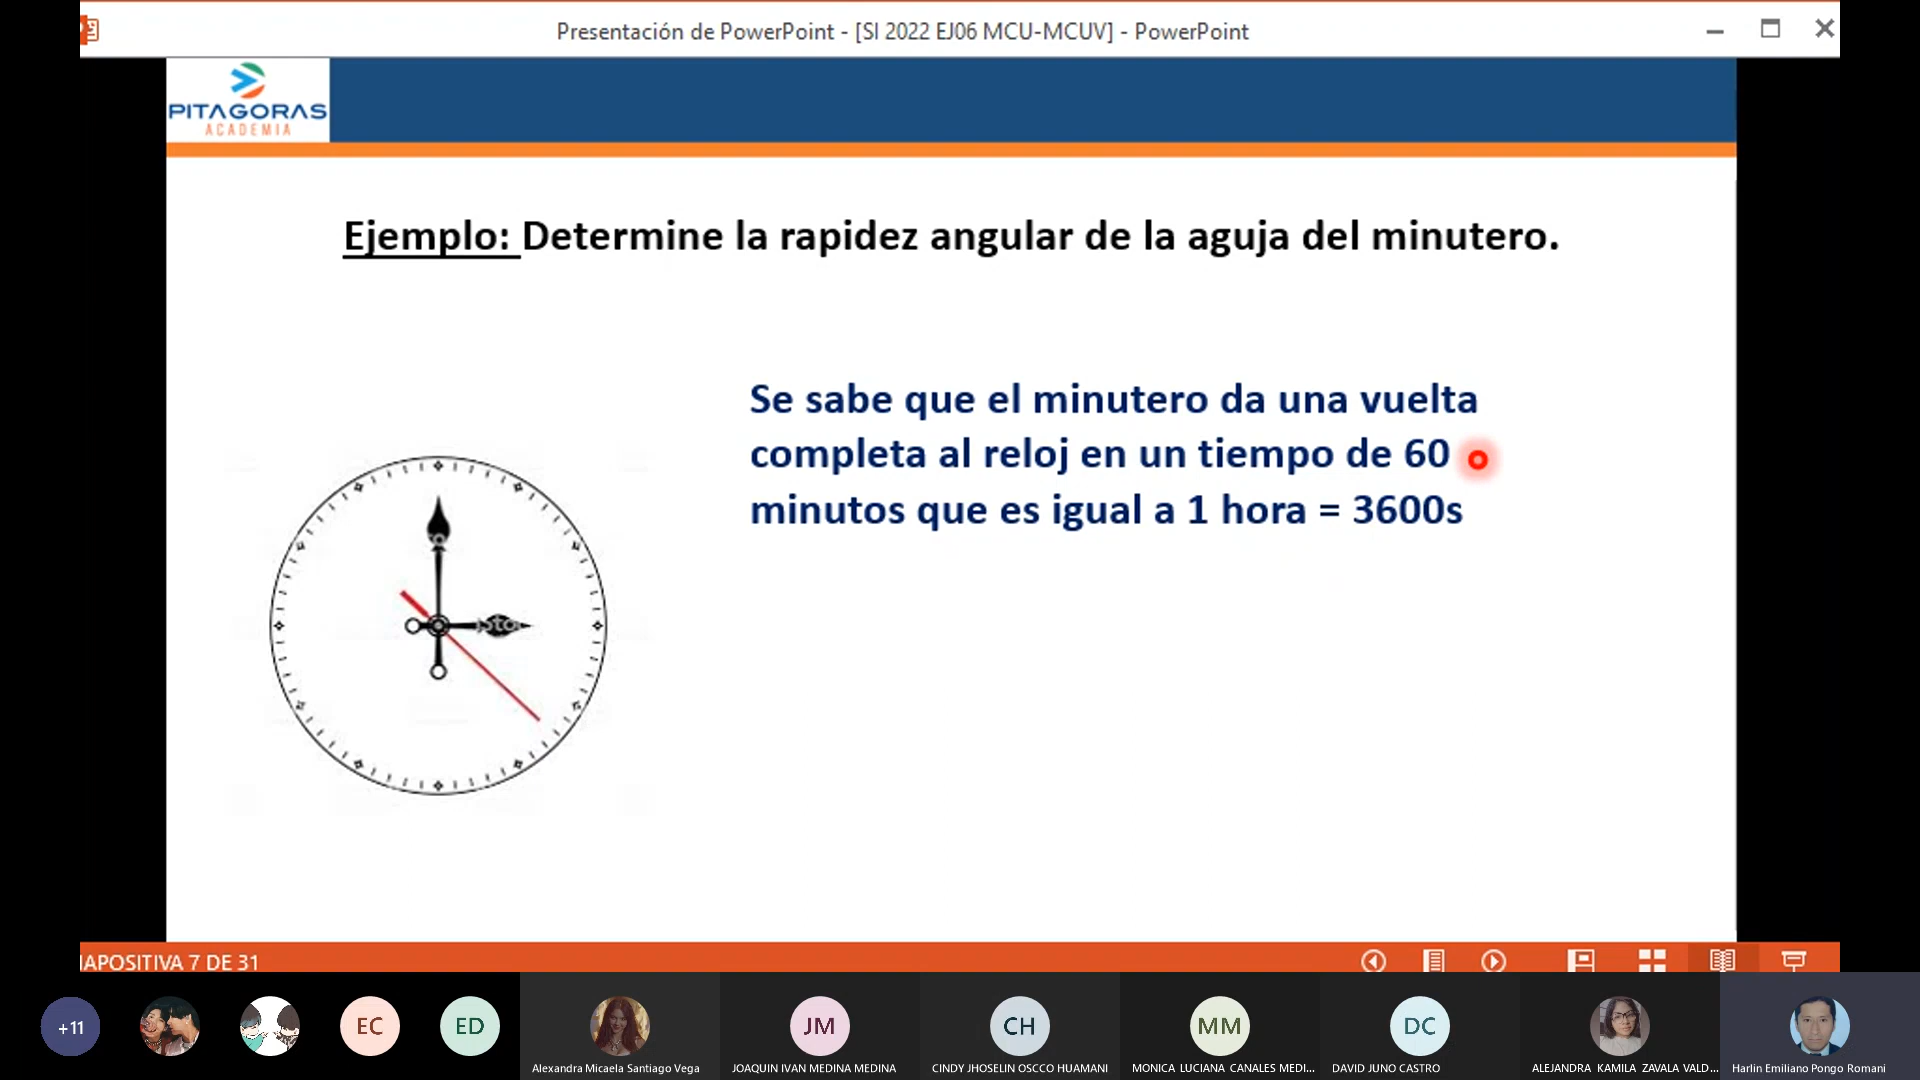 Presentación de PowerPoint - [SI 2022 EJ06 MCU-MCUV] - PowerPoint
PITAGORAS
ACADEMIA
Ejemplo: Determine la rapidez angular de la aguja del minutero.
Se sabe que el minutero da una vuelta
completa al reloj en un tiempo de 60
minutos que es igual a 1 hora = 3600s
IAPOSITIVA 7 DE 31
+11
EC
ED
JM
CH
MM
DC
Alexandra Micaela Santiago Vega
JOAQUIN IVAN MEDINA MEDINA
CINDY JHOSELIN OSCCO HUAMANI
MONICA LUCIANA CANALES MEDI...
DAVID JUNO CASTRO
ALEJANDRA KAMILA ZAVALA VALD...
Harlin Emiliano Pongo Romani